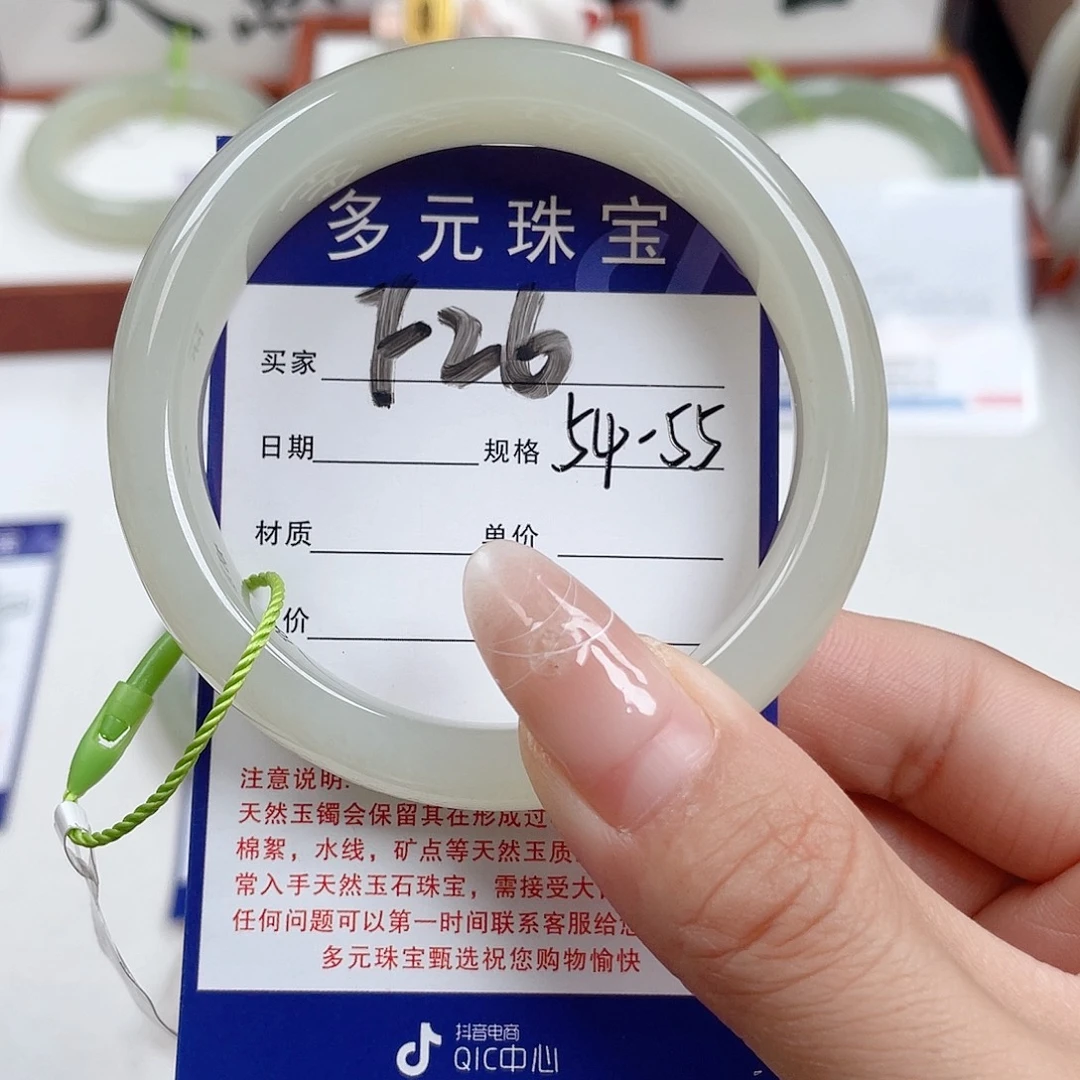 多元珠宝
买家 1-26
日期 规格 54-55
材质 单价
价
注意说明:
天然玉镯会保留其在形成过
棉絮,水线,矿点等天然玉质
常入手天然玉石珠宝,需接受大
任何问题可以第一时间联系客服给您
多元珠宝甄选祝您购物愉快
抖音电商
QIC中心